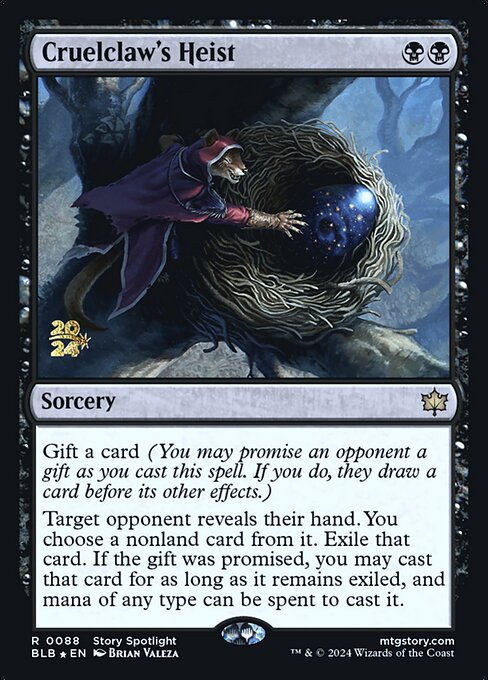 Cruelclaw's Heist
20
24
Sorcery
Gift a card (You may promise an opponent a
gift as you cast this spell. If you do, they draw a
card before its other effects.)
Target opponent reveals their hand. You
choose a nonland card from it. Exile that
card. If the gift was promised, you may cast
that card for as long as it remains exiled, and
mana of any type can be spent to cast it.
R 0088 Story Spotlight mtgstory.com
BLB ★ EN Brian Valeza ™ & © 2024 Wizards of the Coast